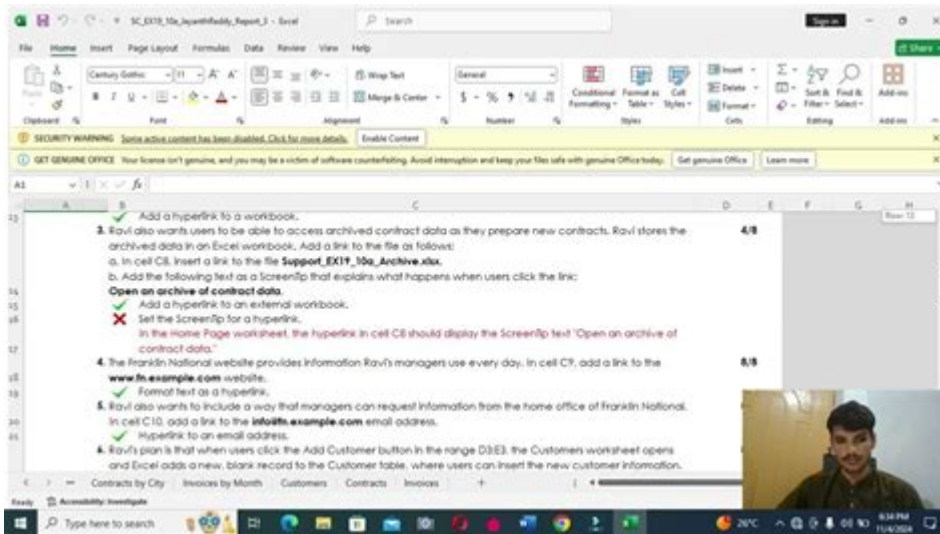 SC_EX19_10a_JayanthReddy_Report_3 - Excel
Search
Sign in
File Home Insert Page Layout Formulas Data Review View Help
Share
Century Gothic 11
Wrap Text
General
Merge & Center
Conditional Formatting
Format as Table
Cell Styles
Insert
Delete
Format
Sort & Filter
Find & Select
Add-ins
Clipboard Font Alignment Number Styles Cells Editing Add-ins
SECURITY WARNING Some active content has been disabled. Click for more details. Enable Content
GET GENUINE OFFICE Your license isn't genuine, and you may be a victim of software counterfeiting. Avoid interruption and keep your files safe with genuine Office today. Get genuine Office Learn more
A1 fx
A B C D E F G H
Row: 13
Add a hyperlink to a workbook.
3. Ravi also wants users to be able to access archived contract data as they prepare new contracts. Ravi stores the 4/8
archived data in an Excel workbook. Add a link to the file as follows:
a. In cell C8, insert a link to the file Support_EX19_10a_Archive.xlsx.
b. Add the following text as a ScreenTip that explains what happens when users click the link:
Open an archive of contract data.
Add a hyperlink to an external workbook.
Set the ScreenTip for a hyperlink.
In the Home Page worksheet, the hyperlink in cell C8 should display the ScreenTip text "Open an archive of
contract data."
4. The Franklin National website provides information Ravi's managers use every day. In cell C9, add a link to the 8/8
www.fn.example.com website.
Format text as a hyperlink.
5. Ravi also wants to include a way that managers can request information from the home office of Franklin National.
In cell C10, add a link to the info@fn.example.com email address.
Hyperlink to an email address.
6. Ravi's plan is that when users click the Add Customer button in the range D3:E3, the Customers worksheet opens
and Excel adds a new, blank record to the Customer table, where users can insert the new customer information.
Contracts by City Invoices by Month Customers Contracts Invoices
Ready Accessibility: Investigate
Type here to search
26°C
6:34 PM
11/4/2024